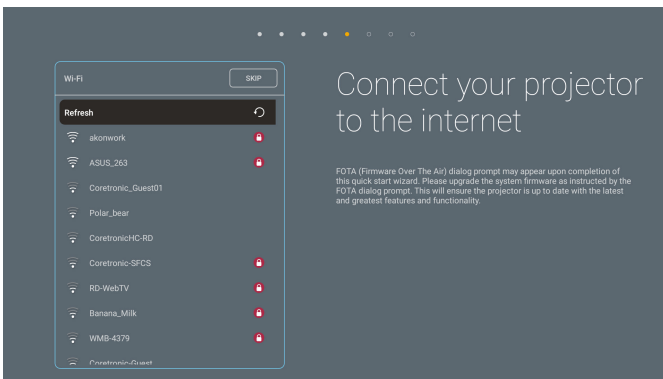 Wi-Fi
SKIP
Refresh
akonwork
ASUS_263
Coretronic_Guest01
Polar_bear
CoretronicHC-RD
Coretronic-SFCS
RD-WebTV
Banana_Milk
WMB-4379
Coretronic-Guest
Connect your projector
to the internet
FOTA (Firmware Over The Air) dialog prompt may appear upon completion of
this quick start wizard. Please upgrade the system firmware as instructed by the
FOTA dialog prompt. This will ensure the projector is up to date with the latest
and greatest features and functionality.